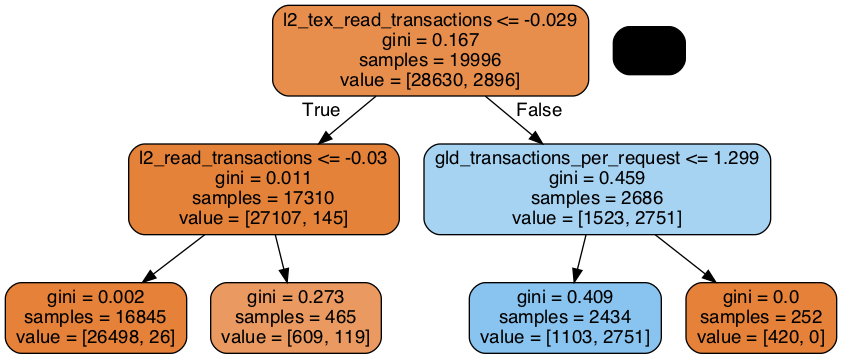 l2_tex_read_transactions <= -0.029
gini = 0.167
samples = 19996
value = [28630, 2896]
True
False
l2_read_transactions <= -0.03
gini = 0.011
samples = 17310
value = [27107, 145]
gld_transactions_per_request <= 1.299
gini = 0.459
samples = 2686
value = [1523, 2751]
gini = 0.002
samples = 16845
value = [26498, 26]
gini = 0.273
samples = 465
value = [609, 119]
gini = 0.409
samples = 2434
value = [1103, 2751]
gini = 0.0
samples = 252
value = [420, 0]